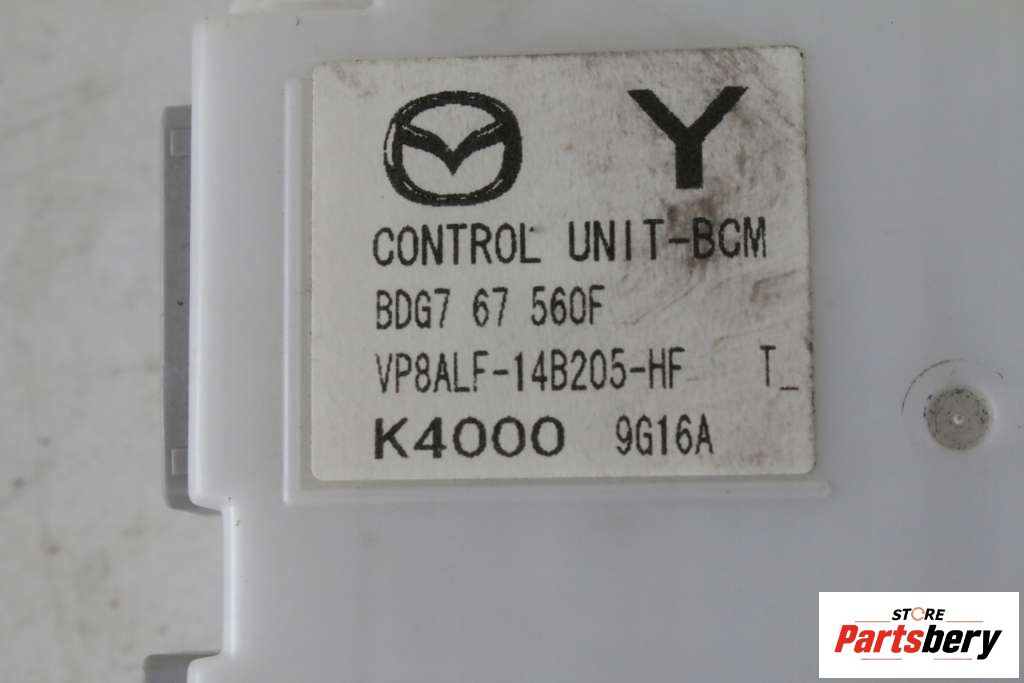 Y
CONTROL UNIT-BCM
BDG7 67 560F
VP8ALF-14B205-HF T_
K4000 9G16A
STORE
Partsbery